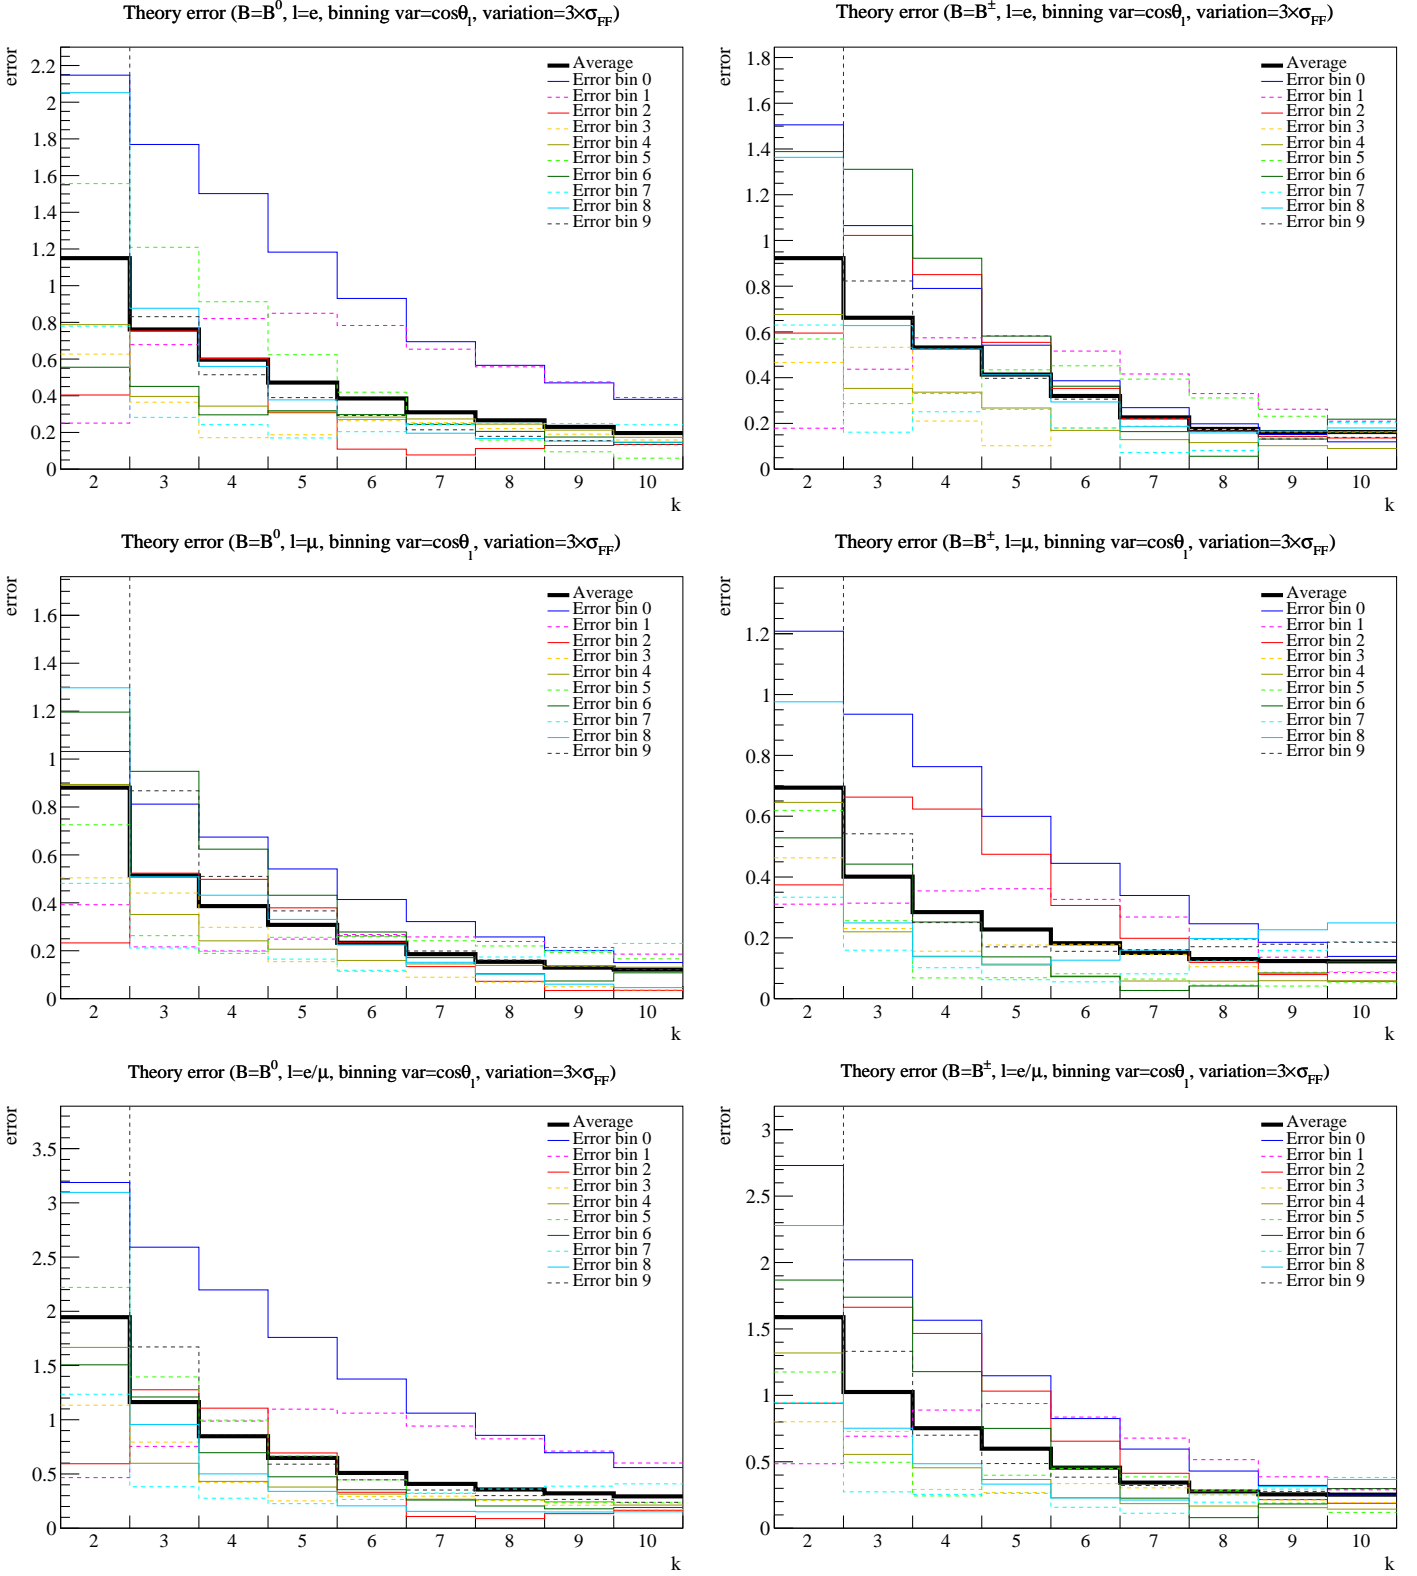 Theory error (B=B⁰, l=e, binning var=cosθ_l, variation=3×σ_FF)
error
2.2
2
1.8
1.6
1.4
1.2
1
0.8
0.6
0.4
0.2
0
2 3 4 5 6 7 8 9 10
k
Average
Error bin 0
Error bin 1
Error bin 2
Error bin 3
Error bin 4
Error bin 5
Error bin 6
Error bin 7
Error bin 8
Error bin 9
Theory error (B=B±, l=e, binning var=cosθ_l, variation=3×σ_FF)
error
1.8
1.6
1.4
1.2
1
0.8
0.6
0.4
0.2
0
2 3 4 5 6 7 8 9 10
k
Average
Error bin 0
Error bin 1
Error bin 2
Error bin 3
Error bin 4
Error bin 5
Error bin 6
Error bin 7
Error bin 8
Error bin 9
Theory error (B=B⁰, l=μ, binning var=cosθ_l, variation=3×σ_FF)
error
1.6
1.4
1.2
1
0.8
0.6
0.4
0.2
0
2 3 4 5 6 7 8 9 10
k
Average
Error bin 0
Error bin 1
Error bin 2
Error bin 3
Error bin 4
Error bin 5
Error bin 6
Error bin 7
Error bin 8
Error bin 9
Theory error (B=B±, l=μ, binning var=cosθ_l, variation=3×σ_FF)
error
1.2
1
0.8
0.6
0.4
0.2
0
2 3 4 5 6 7 8 9 10
k
Average
Error bin 0
Error bin 1
Error bin 2
Error bin 3
Error bin 4
Error bin 5
Error bin 6
Error bin 7
Error bin 8
Error bin 9
Theory error (B=B⁰, l=e/μ, binning var=cosθ_l, variation=3×σ_FF)
error
3.5
3
2.5
2
1.5
1
0.5
0
2 3 4 5 6 7 8 9 10
k
Average
Error bin 0
Error bin 1
Error bin 2
Error bin 3
Error bin 4
Error bin 5
Error bin 6
Error bin 7
Error bin 8
Error bin 9
Theory error (B=B±, l=e/μ, binning var=cosθ_l, variation=3×σ_FF)
error
3
2.5
2
1.5
1
0.5
0
2 3 4 5 6 7 8 9 10
k
Average
Error bin 0
Error bin 1
Error bin 2
Error bin 3
Error bin 4
Error bin 5
Error bin 6
Error bin 7
Error bin 8
Error bin 9